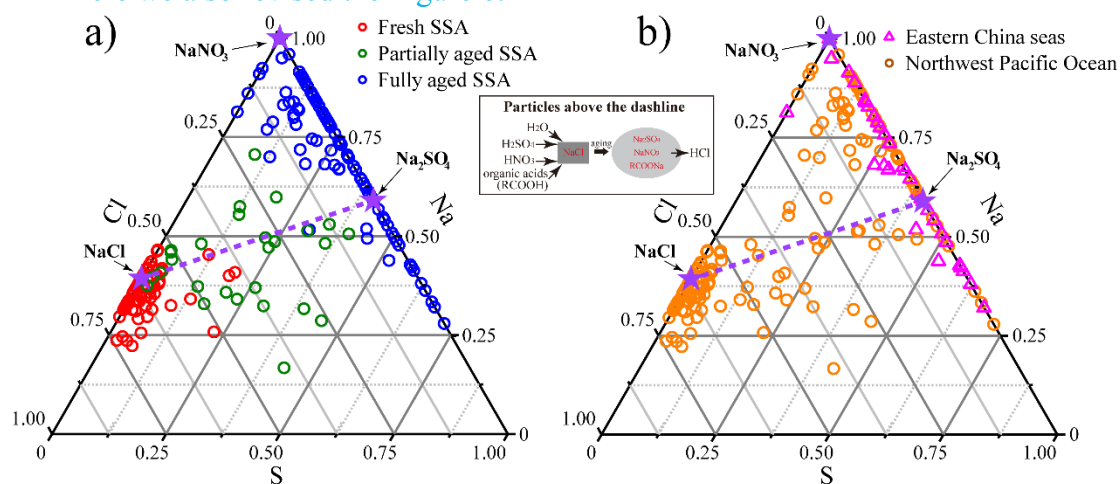 a)
0
1.00
NaNO₃
Fresh SSA
Partially aged SSA
Fully aged SSA
0.25
0.75
Na₂SO₄
Cl
Na
0.50
0.50
NaCl
0.75
0.25
1.00
0
0
0.25
0.50
0.75
1.00
S
Particles above the dashline
H₂O
H₂SO₄
HNO₃
organic acids
(RCOOH)
NaCl
aging
Na₂SO₄
NaNO₃
RCOONa
HCl
b)
0
1.00
NaNO₃
Eastern China seas
Northwest Pacific Ocean
0.25
0.75
Na₂SO₄
Cl
Na
0.50
0.50
NaCl
0.75
0.25
1.00
0
0
0.25
0.50
0.75
1.00
S